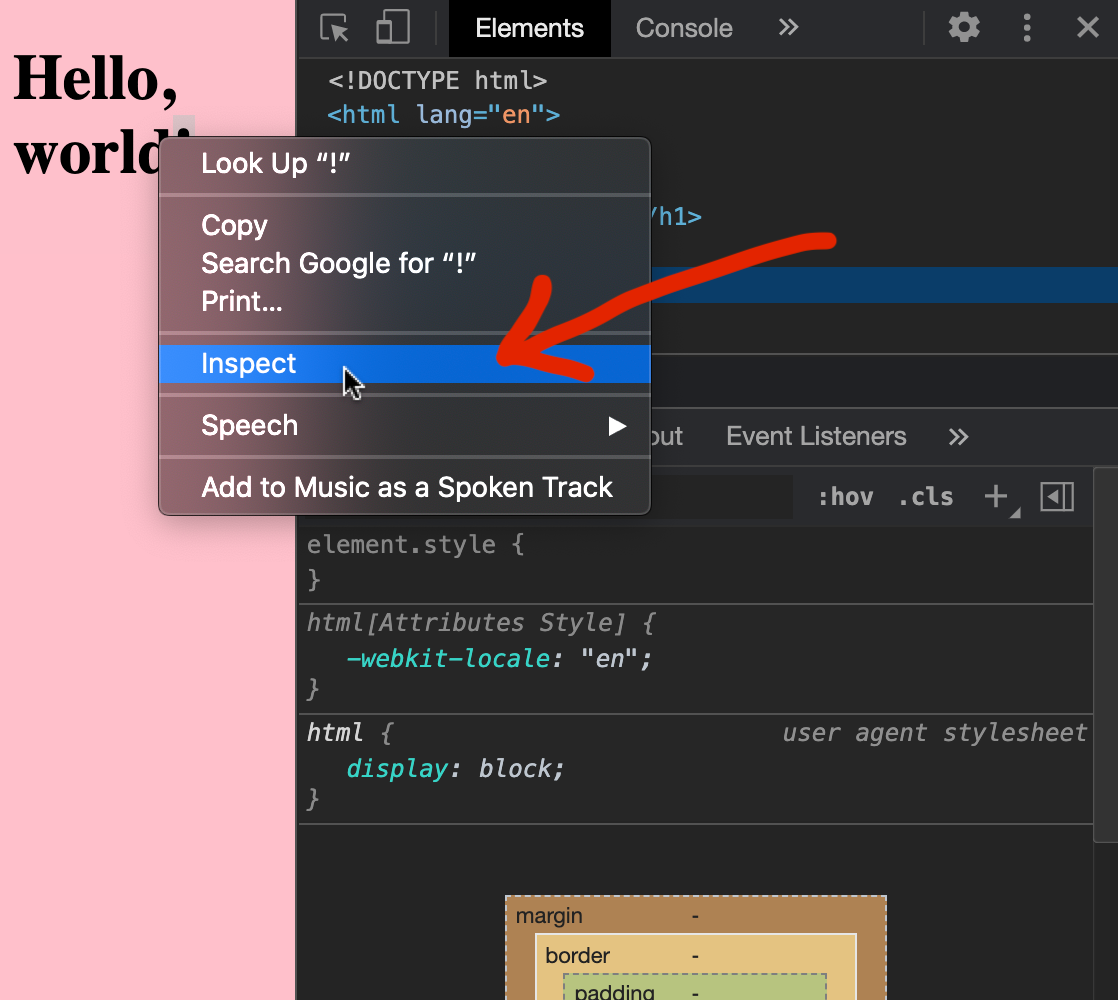 Hello,
world!
Elements Console »
<!DOCTYPE html>
<html lang="en">
/h1>
Look Up “!”
Copy
Search Google for “!”
Print...
Inspect
Speech
Add to Music as a Spoken Track
Event Listeners »
:hov .cls +
element.style {
}
html[Attributes Style] {
-webkit-locale: "en";
}
html { user agent stylesheet
display: block;
}
margin -
border -
padding -